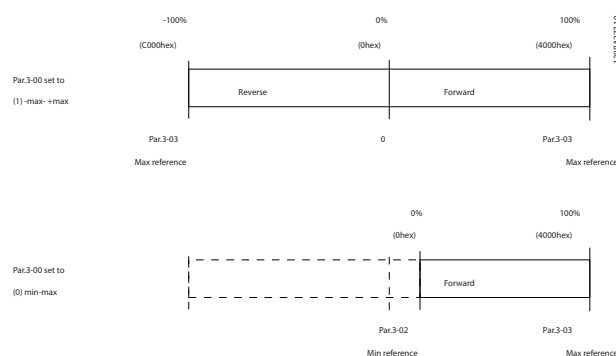 -100% 0% 100%
(C000hex) (0hex) (4000hex)
Par.3-00 set to
(1) -max- +max
Reverse Forward
Par.3-03 0 Par.3-03
Max reference Max reference
0% 100%
(0hex) (4000hex)
Par.3-00 set to
(0) min-max
Forward
Par.3-02 Par.3-03
Min reference Max reference